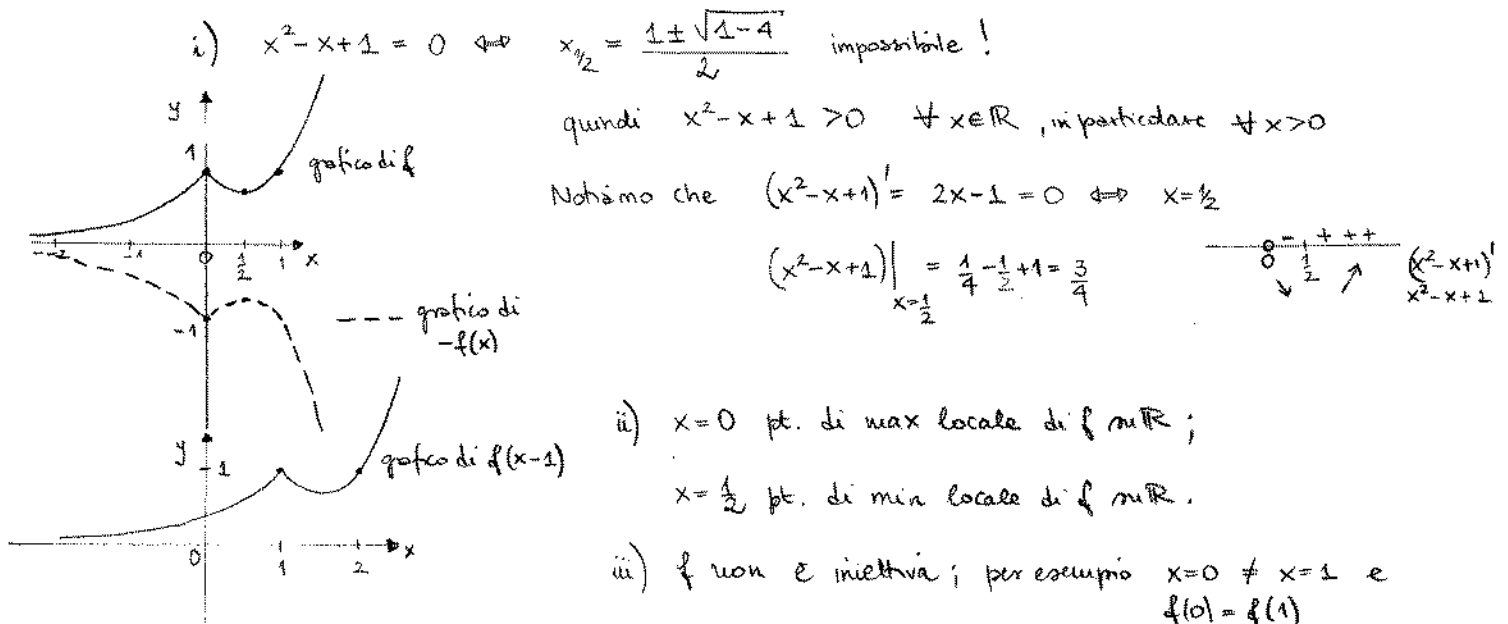 i) x²-x+1 = 0 ⇔ x₁/₂ = (1 ± √(1-4))/2 impossibile !
quindi x²-x+1 >0 ∀ x∈ℝ, in particolare ∀ x>0
Notiamo che (x²-x+1)' = 2x-1 = 0 ⇔ x=½
(x²-x+1)|ₓ₌½ = ¼ - ½ + 1 = ¾
0 - ½ + + +
(x²-x+1)'
x²-x+1
y
1
grafico di f
-2 -1 0 ½ 1 x
-1
--- grafico di
-f(x)
y
1
grafico di f(x-1)
0 1 2 x
ii) x=0 pt. di max locale di f su ℝ ;
x=½ pt. di min locale di f su ℝ .
iii) f non è iniettiva ; per esempio x=0 ≠ x=1 e
f(0) = f(1)